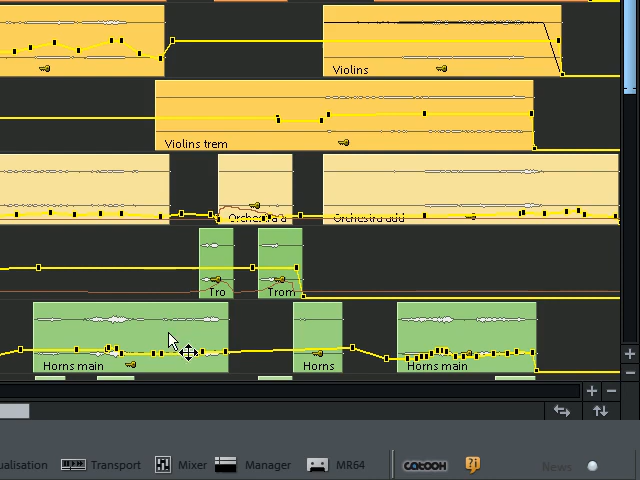 Violins
Violins trem
Orchestra a
Orchestra add
Tro
Trom
Horns main
Horns
Horns main
ualisation
Transport
Mixer
Manager
MR64
catooh
News